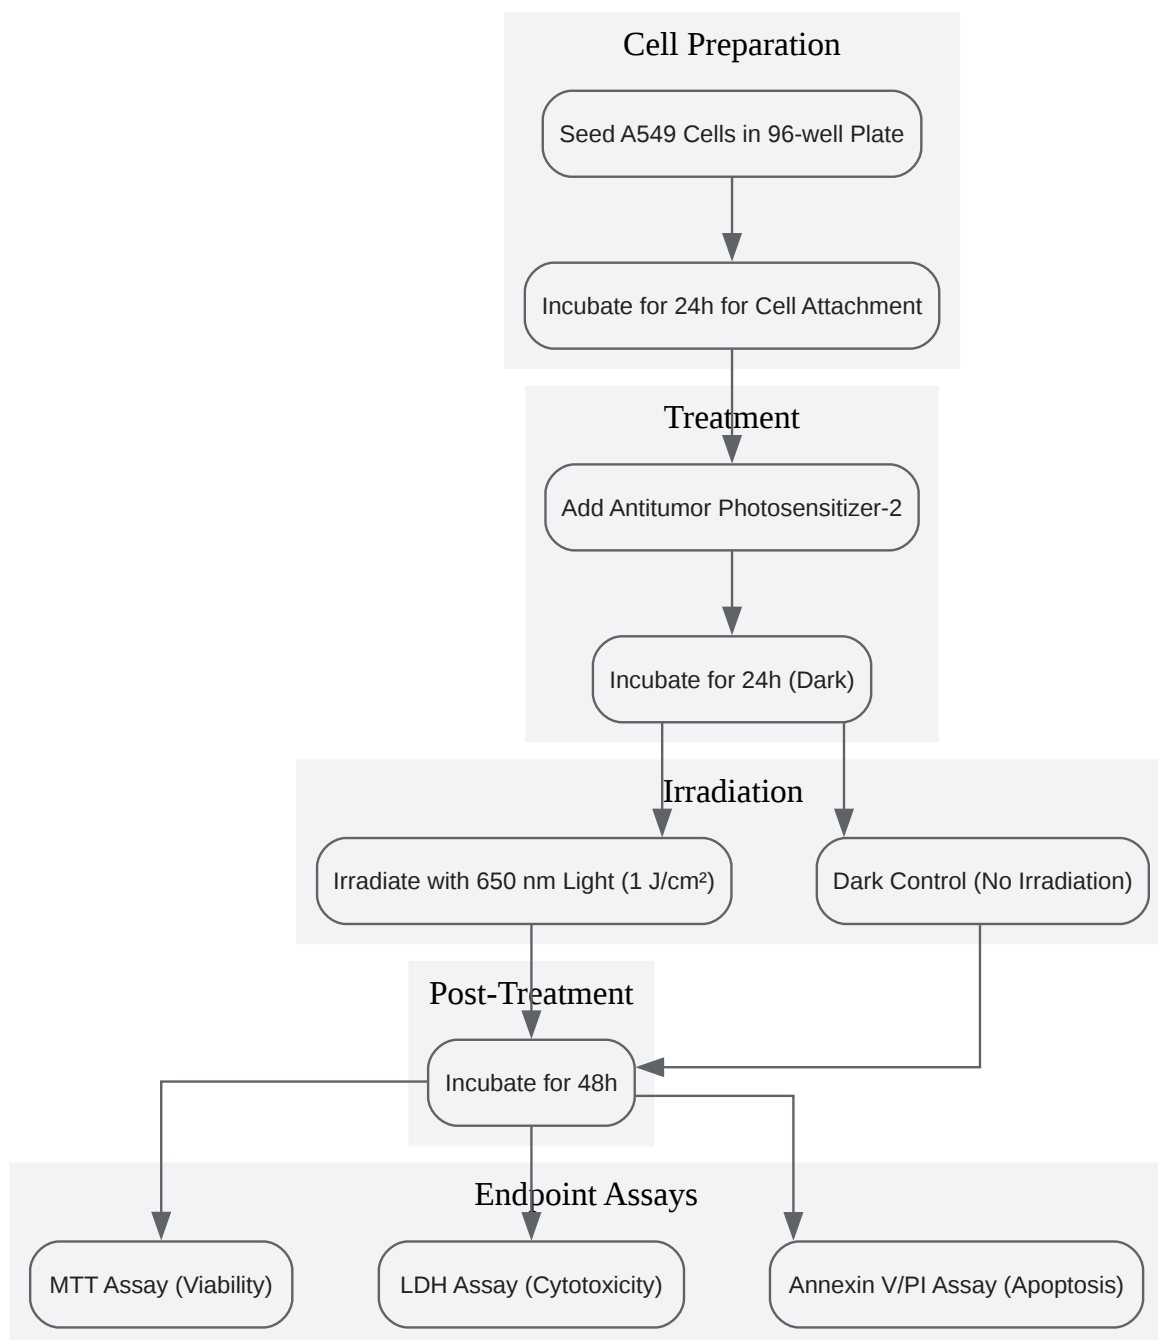 Cell Preparation
Seed A549 Cells in 96-well Plate
Incubate for 24h for Cell Attachment
Treatment
Add Antitumor Photosensitizer-2
Incubate for 24h (Dark)
Irradiation
Irradiate with 650 nm Light (1 J/cm²)
Dark Control (No Irradiation)
Post-Treatment
Incubate for 48h
Endpoint Assays
MTT Assay (Viability)
LDH Assay (Cytotoxicity)
Annexin V/PI Assay (Apoptosis)